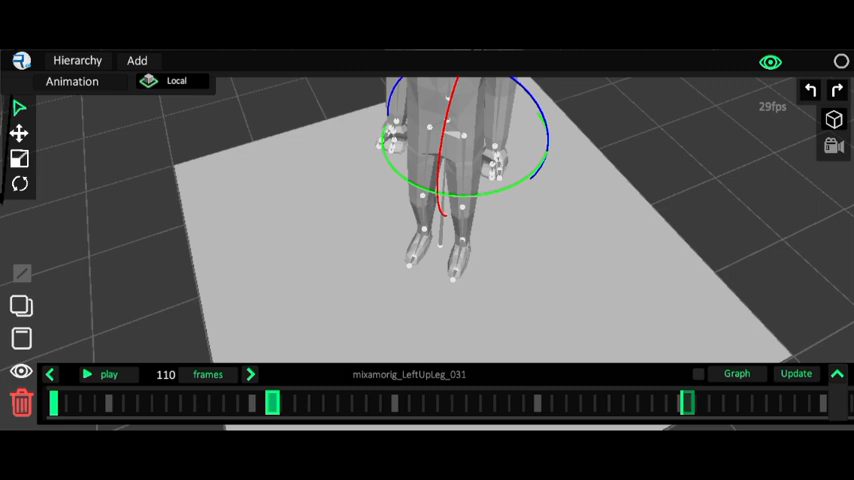 Hierarchy Add
Animation Local
29fps
play 110 frames mixamorig_LeftUpLeg_031 Graph Update